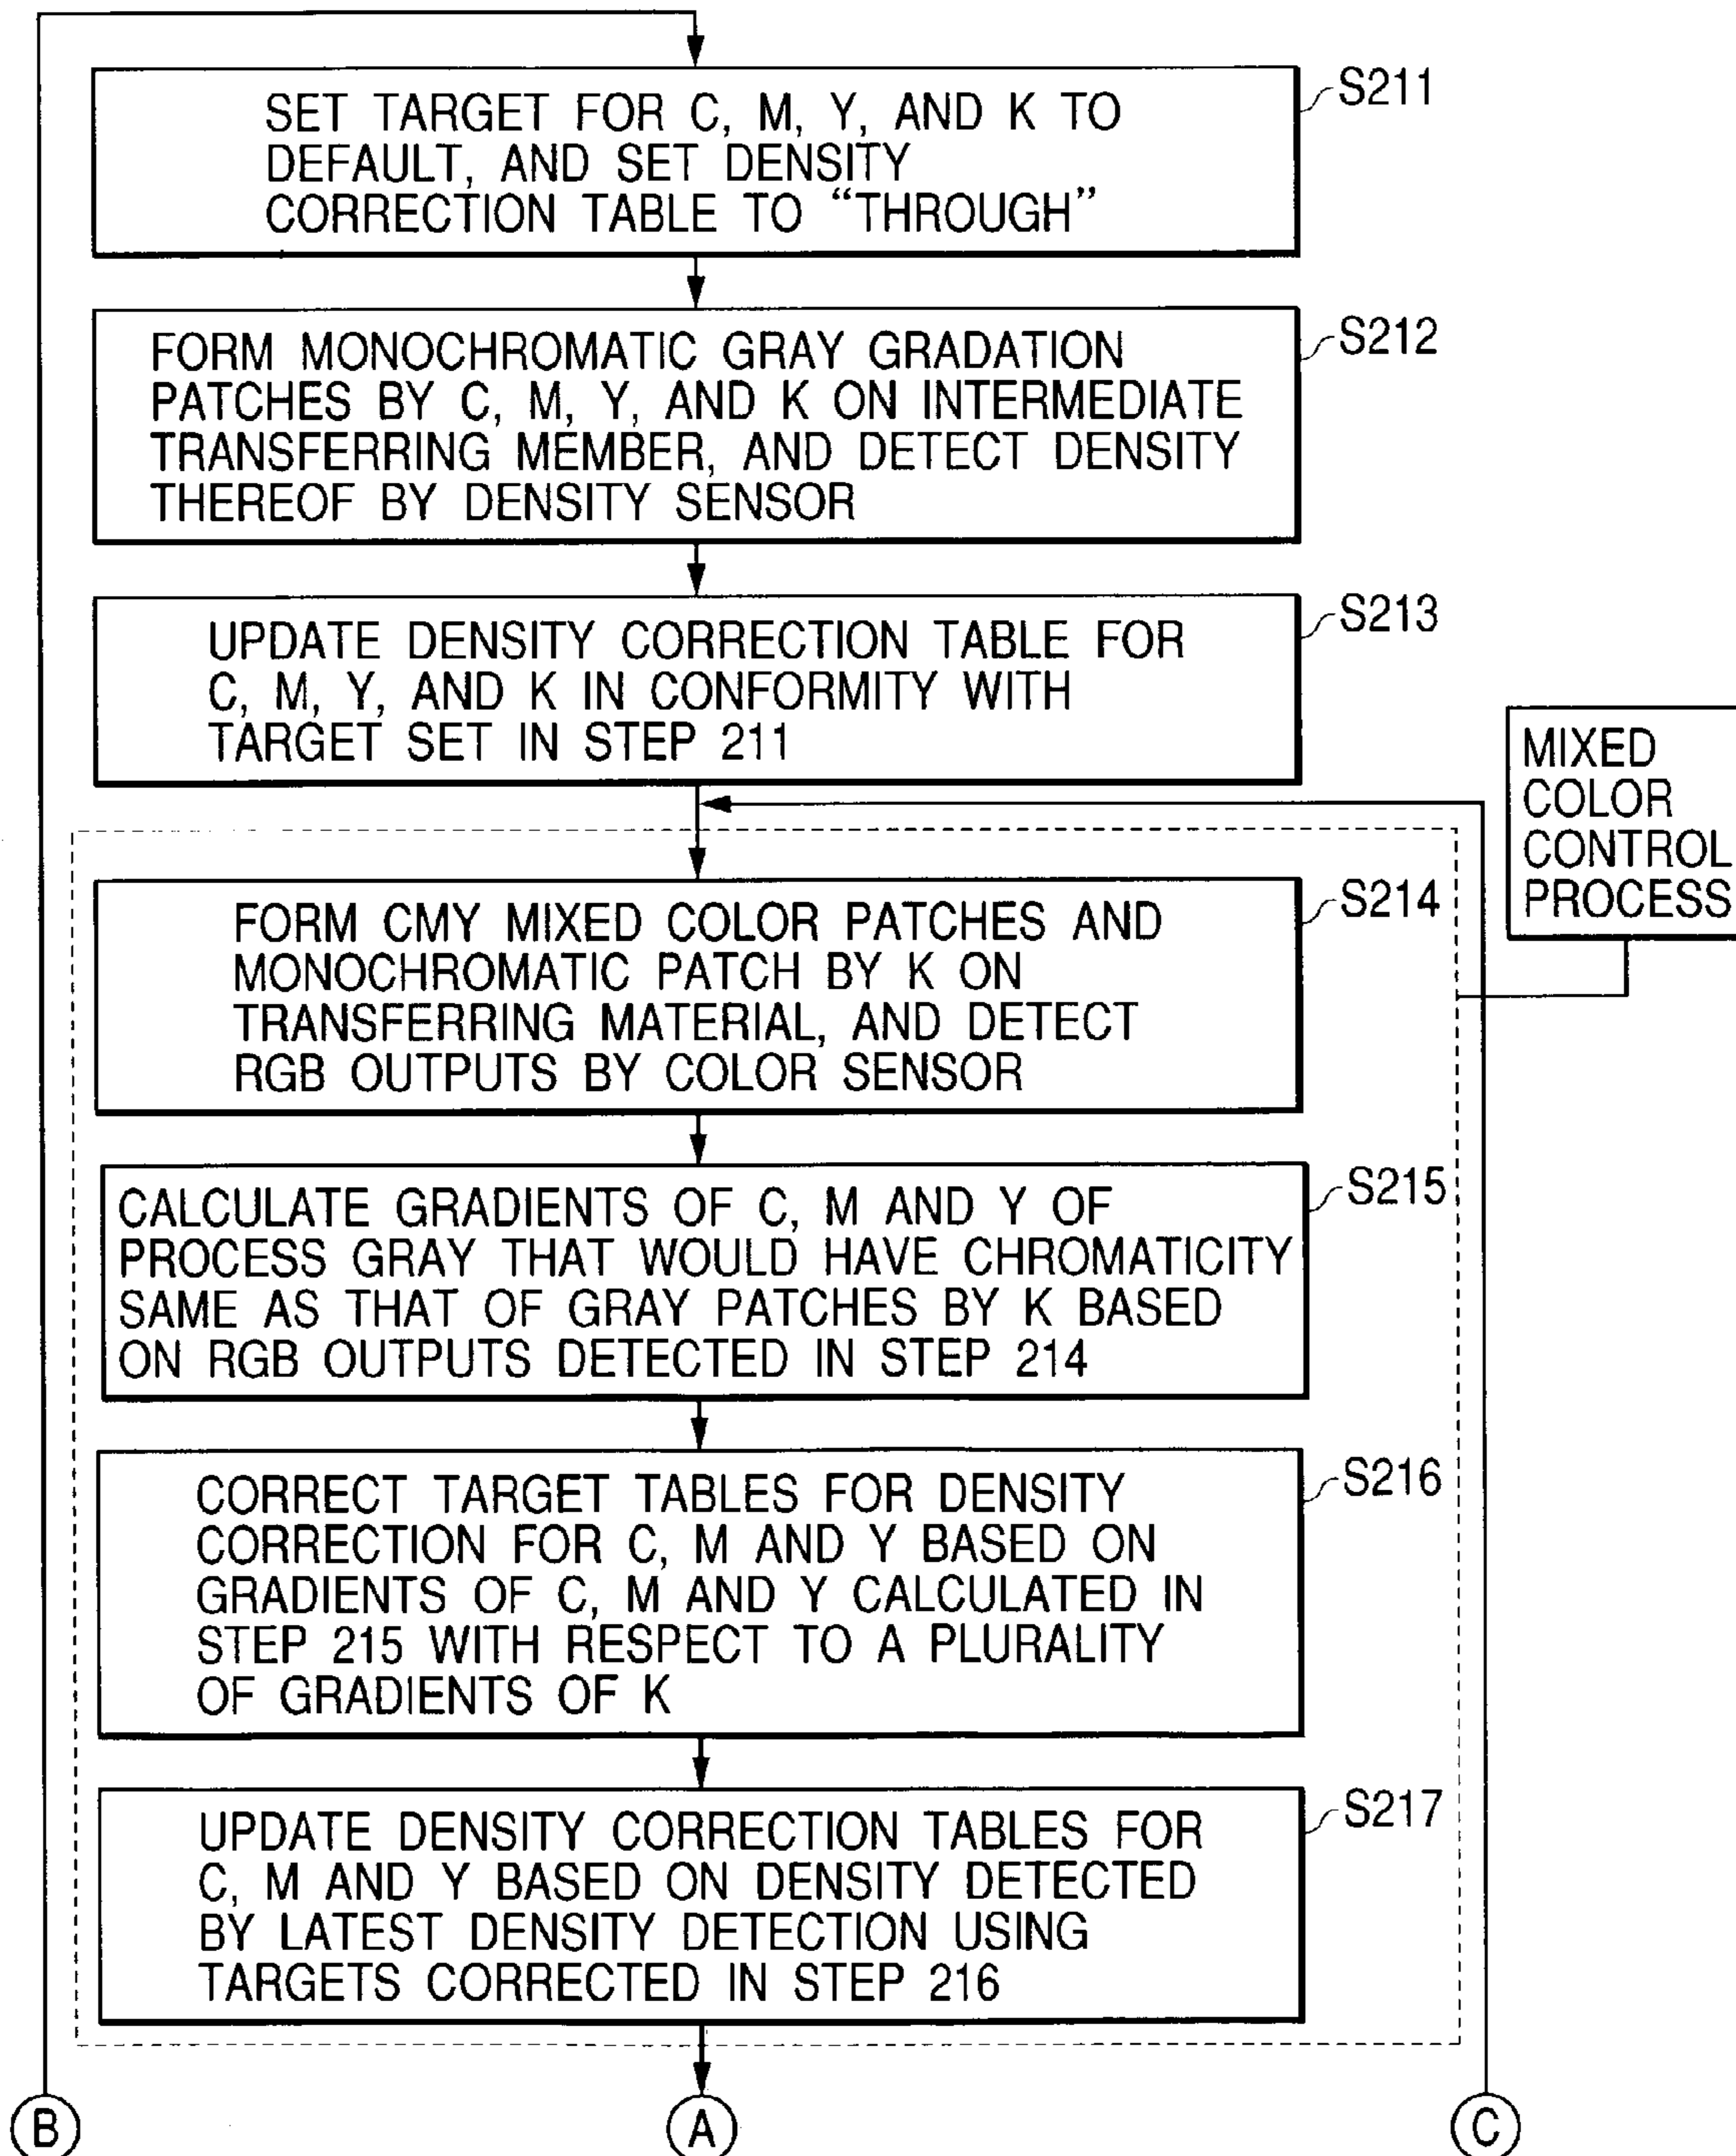 SET TARGET FOR C, M, Y, AND K TO
DEFAULT, AND SET DENSITY
CORRECTION TABLE TO “THROUGH”
S211
FORM MONOCHROMATIC GRAY GRADATION
PATCHES BY C, M, Y, AND K ON INTERMEDIATE
TRANSFERRING MEMBER, AND DETECT DENSITY
THEREOF BY DENSITY SENSOR
S212
UPDATE DENSITY CORRECTION TABLE FOR
C, M, Y, AND K IN CONFORMITY WITH
TARGET SET IN STEP 211
S213
MIXED
COLOR
CONTROL
PROCESS
FORM CMY MIXED COLOR PATCHES AND
MONOCHROMATIC PATCH BY K ON
TRANSFERRING MATERIAL, AND DETECT
RGB OUTPUTS BY COLOR SENSOR
S214
CALCULATE GRADIENTS OF C, M AND Y OF
PROCESS GRAY THAT WOULD HAVE CHROMATICITY
SAME AS THAT OF GRAY PATCHES BY K BASED
ON RGB OUTPUTS DETECTED IN STEP 214
S215
CORRECT TARGET TABLES FOR DENSITY
CORRECTION FOR C, M AND Y BASED ON
GRADIENTS OF C, M AND Y CALCULATED IN
STEP 215 WITH RESPECT TO A PLURALITY
OF GRADIENTS OF K
S216
UPDATE DENSITY CORRECTION TABLES FOR
C, M AND Y BASED ON DENSITY DETECTED
BY LATEST DENSITY DETECTION USING
TARGETS CORRECTED IN STEP 216
S217
B
A
C